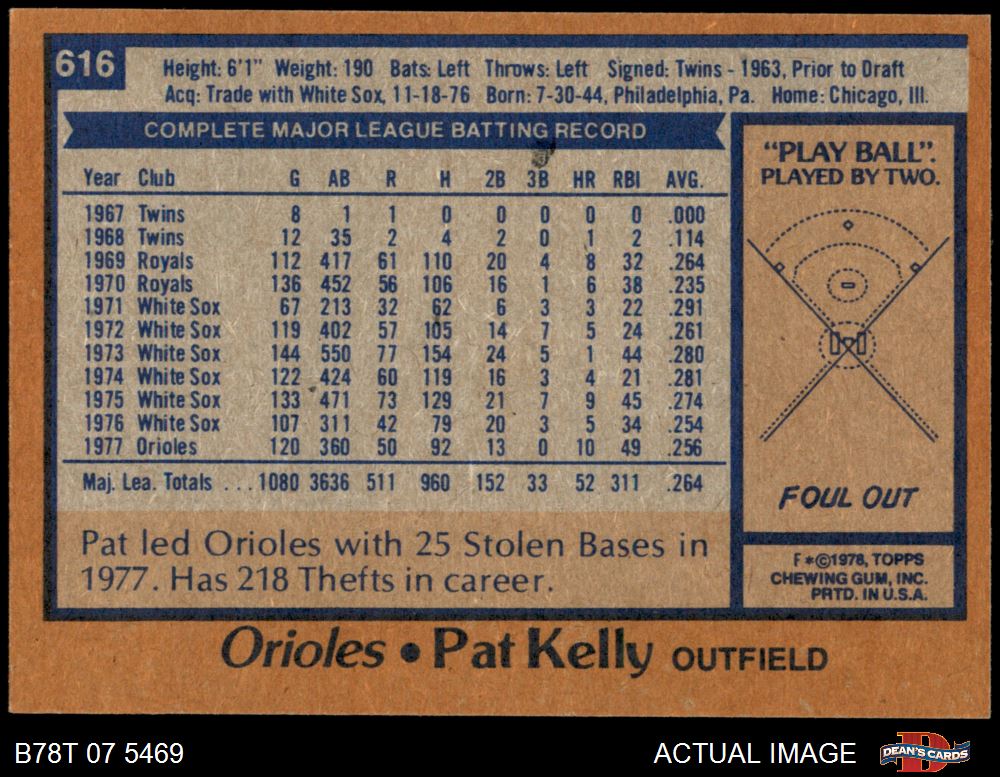 616
Height: 6'1" Weight: 190 Bats: Left Throws: Left Signed: Twins - 1963, Prior to Draft
Acq: Trade with White Sox, 11-18-76 Born: 7-30-44, Philadelphia, Pa. Home: Chicago, Ill.
COMPLETE MAJOR LEAGUE BATTING RECORD
Year Club G AB R H 2B 3B HR RBI AVG.
1967 Twins 8 1 1 0 0 0 0 0 .000
1968 Twins 12 35 2 4 2 0 1 2 .114
1969 Royals 112 417 61 110 20 4 8 32 .264
1970 Royals 136 452 56 106 16 1 6 38 .235
1971 White Sox 67 213 32 62 6 3 3 22 .291
1972 White Sox 119 402 57 105 14 7 5 24 .261
1973 White Sox 144 550 77 154 24 5 1 44 .280
1974 White Sox 122 424 60 119 16 3 4 21 .281
1975 White Sox 133 471 73 129 21 7 9 45 .274
1976 White Sox 107 311 42 79 20 3 5 34 .254
1977 Orioles 120 360 50 92 13 0 10 49 .256
Maj. Lea. Totals ... 1080 3636 511 960 152 33 52 311 .264
Pat led Orioles with 25 Stolen Bases in
1977. Has 218 Thefts in career.
"PLAY BALL".
PLAYED BY TWO.
FOUL OUT
F*©1978, TOPPS
CHEWING GUM, INC.
PRTD. IN U.S.A.
Orioles • Pat Kelly OUTFIELD
B78T 07 5469
ACTUAL IMAGE
DEAN'S CARDS